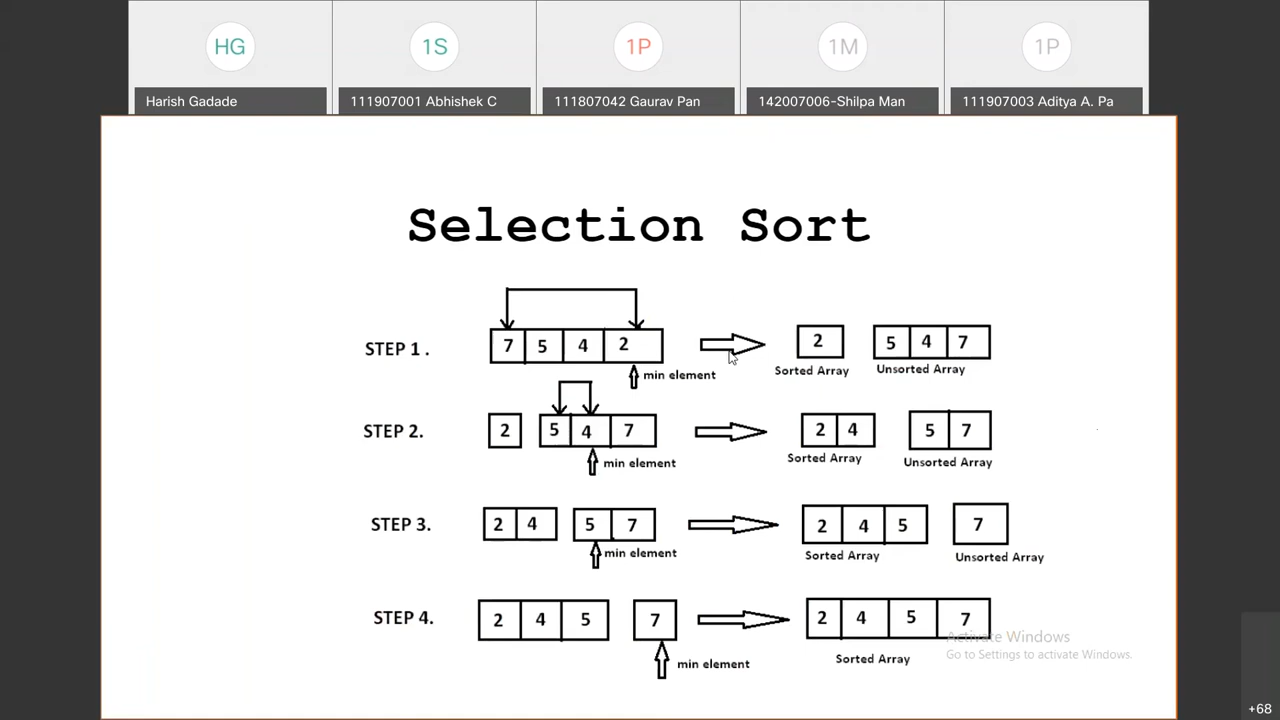 HG
1S
1P
1M
1P
Harish Gadade
111907001 Abhishek C
111807042 Gaurav Pan
142007006-Shilpa Man
111907003 Aditya A. Pa
Selection Sort
STEP 1. 7 5 4 2 2 5 4 7
min element Sorted Array Unsorted Array
STEP 2. 2 5 4 7 2 4 5 7
min element Sorted Array Unsorted Array
STEP 3. 2 4 5 7 2 4 5 7
min element Sorted Array Unsorted Array
STEP 4. 2 4 5 7 2 4 5 7
min element Sorted Array
Activate Windows
Go to Settings to activate Windows.
+68